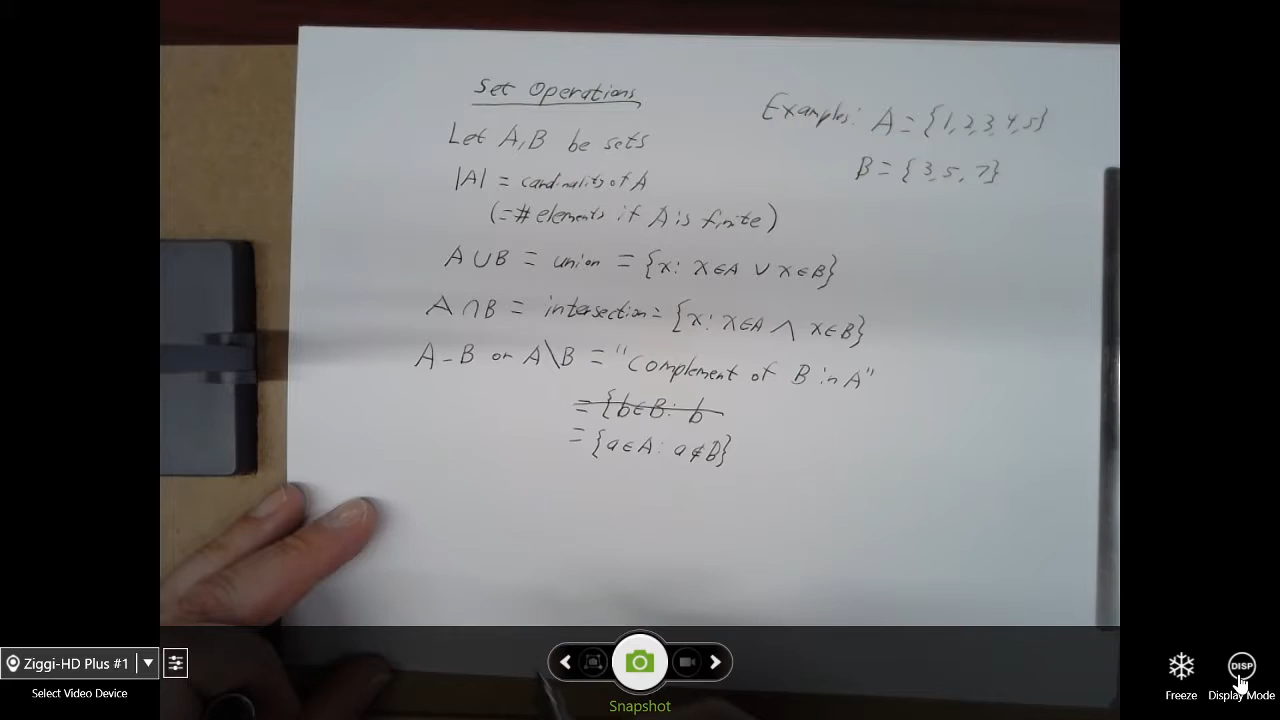 Set Operations
Let A, B be sets
|A| = cardinality of A
(= # elements if A is finite)
A ∪ B = union = {x : x ∈ A ∨ x ∈ B}
A ∩ B = intersection = {x : x ∈ A ∧ x ∈ B}
A - B or A \ B = "Complement of B in A"
= {b ∈ B : b
= {a ∈ A : a ∉ B}
Examples: A = {1, 2, 3, 4, 5}
B = {3, 5, 7}
Ziggi-HD Plus #1
Select Video Device
Snapshot
Freeze
DISP
Display Mode